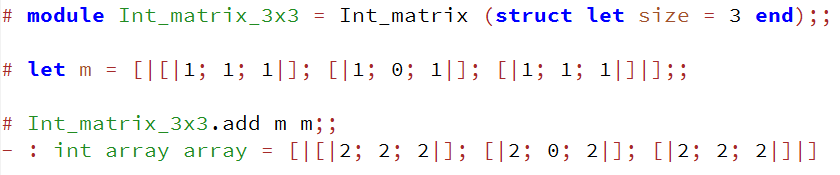 # module Int_matrix_3x3 = Int_matrix (struct let size = 3 end);;
# let m = [|[|1; 1; 1|]; [|1; 0; 1|]; [|1; 1; 1|]|];;
# Int_matrix_3x3.add m m;;
- : int array array = [|[|2; 2; 2|]; [|2; 0; 2|]; [|2; 2; 2|]|]